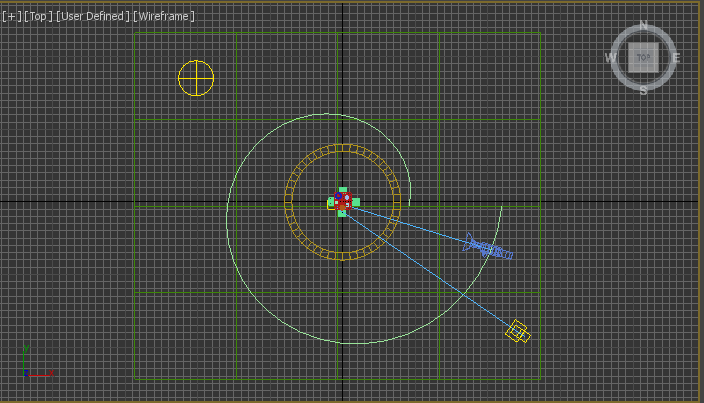 [+] [Top] [User Defined] [Wireframe]
N
W TOP E
S